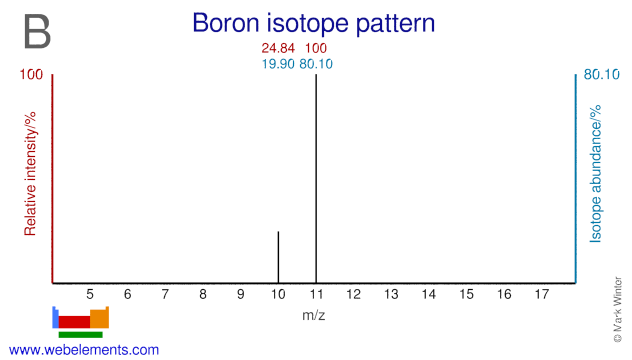 B
Boron isotope pattern
24.84 100
19.90 80.10
100
80.10
Relative intensity/%
Isotope abundance/%
5 6 7 8 9 10 11 12 13 14 15 16 17
m/z
© Mark Winter
www.webelements.com